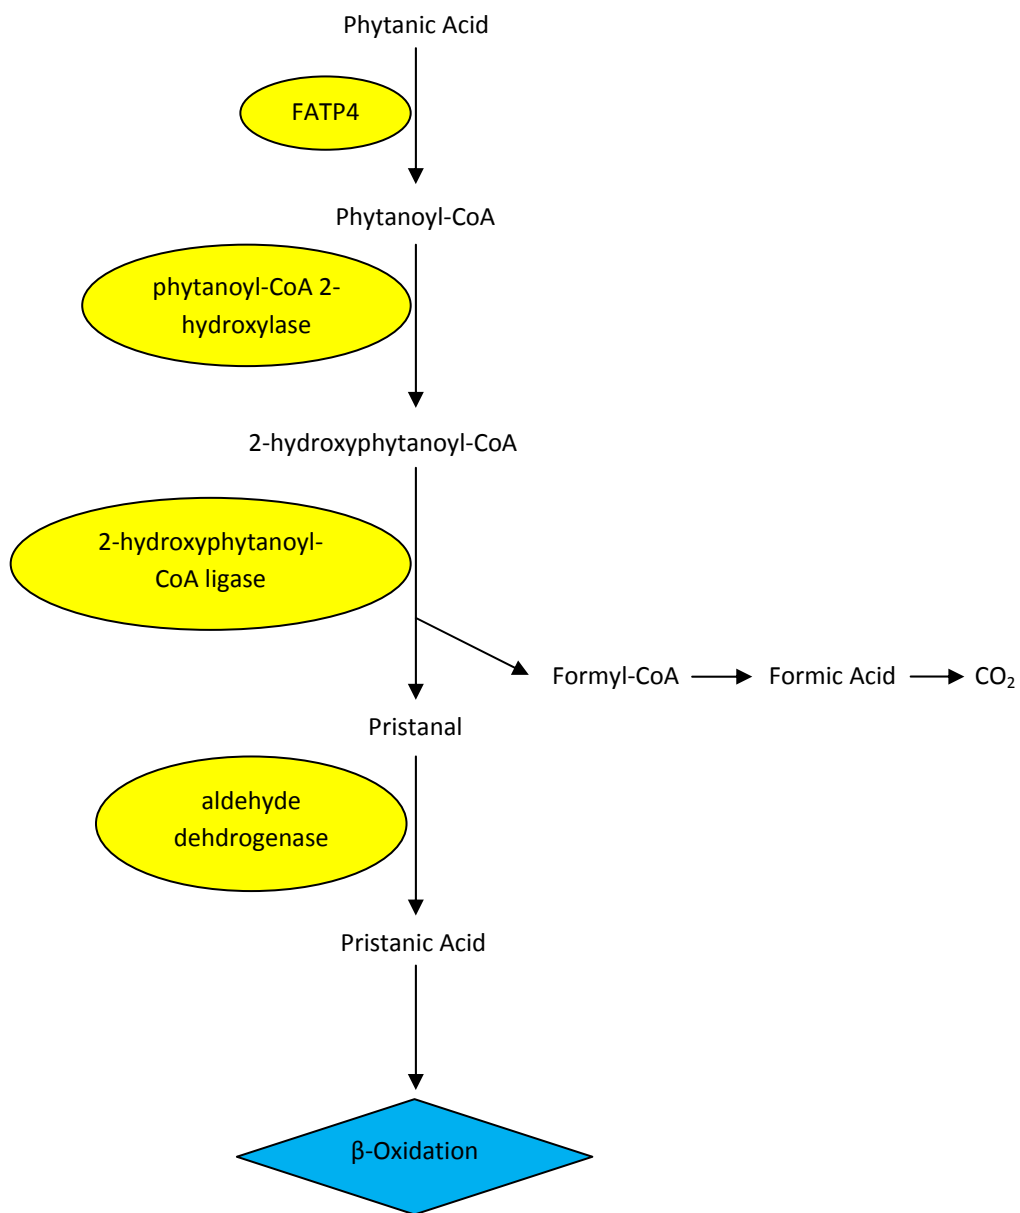 Phytanic Acid
FATP4
Phytanoyl-CoA
phytanoyl-CoA 2-
hydroxylase
2-hydroxyphytanoyl-CoA
2-hydroxyphytanoyl-
CoA ligase
Formyl-CoA
Formic Acid
CO₂
Pristanal
aldehyde
dehdrogenase
Pristanic Acid
β-Oxidation